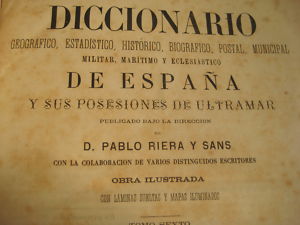 DICCIONARIO
GEOGRÁFICO, ESTADÍSTICO, HISTÓRICO, BIOGRÁFICO, POSTAL, MUNICIPAL
MILITAR, MARÍTIMO Y ECLESIÁSTICO
DE ESPAÑA
Y SUS POSESIONES DE ULTRAMAR
PUBLICADO BAJO LA DIRECCION
DE
D. PABLO RIERA Y SANS
CON LA COLABORACION DE VARIOS DISTINGUIDOS ESCRITORES
OBRA ILUSTRADA
CON LÁMINAS SUELTAS Y MAPAS ILUMINADOS
TOMO SEXTO